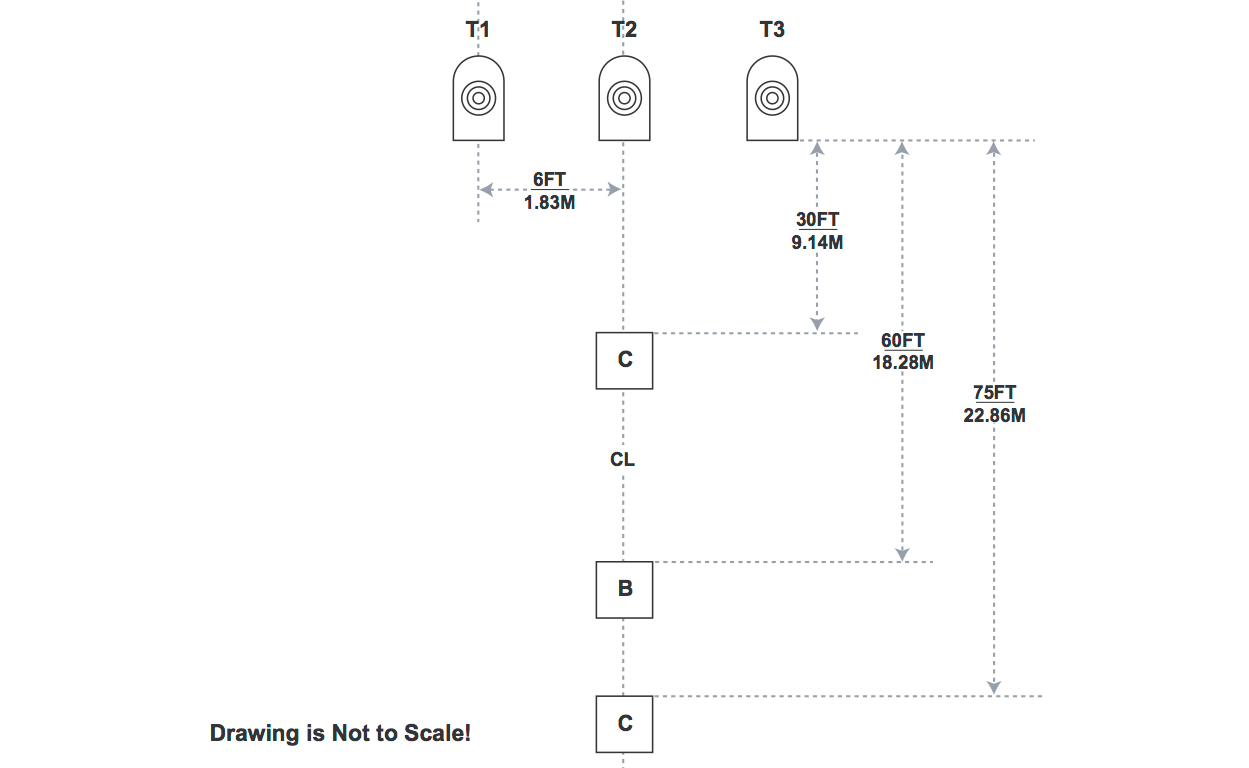 T1 T2 T3
6FT
1.83M
30FT
9.14M
60FT
18.28M
C
75FT
22.86M
CL
B
C
Drawing is Not to Scale!